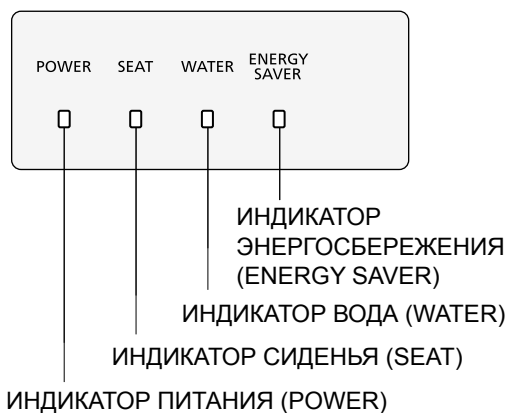 POWER SEAT WATER ENERGY
SAVER
ИНДИКАТОР
ЭНЕРГОСБЕРЕЖЕНИЯ
(ENERGY SAVER)
ИНДИКАТОР ВОДА (WATER)
ИНДИКАТОР СИДЕНЬЯ (SEAT)
ИНДИКАТОР ПИТАНИЯ (POWER)